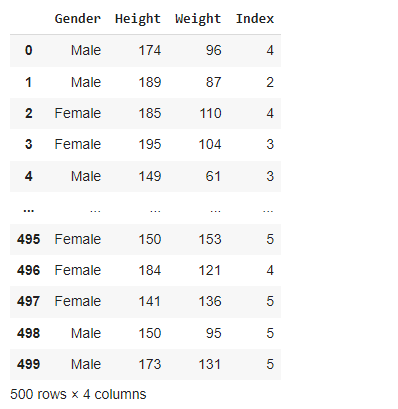 Gender Height Weight Index
0 Male 174 96 4
1 Male 189 87 2
2 Female 185 110 4
3 Female 195 104 3
4 Male 149 61 3
... ... ... ... ...
495 Female 150 153 5
496 Female 184 121 4
497 Female 141 136 5
498 Male 150 95 5
499 Male 173 131 5
500 rows × 4 columns